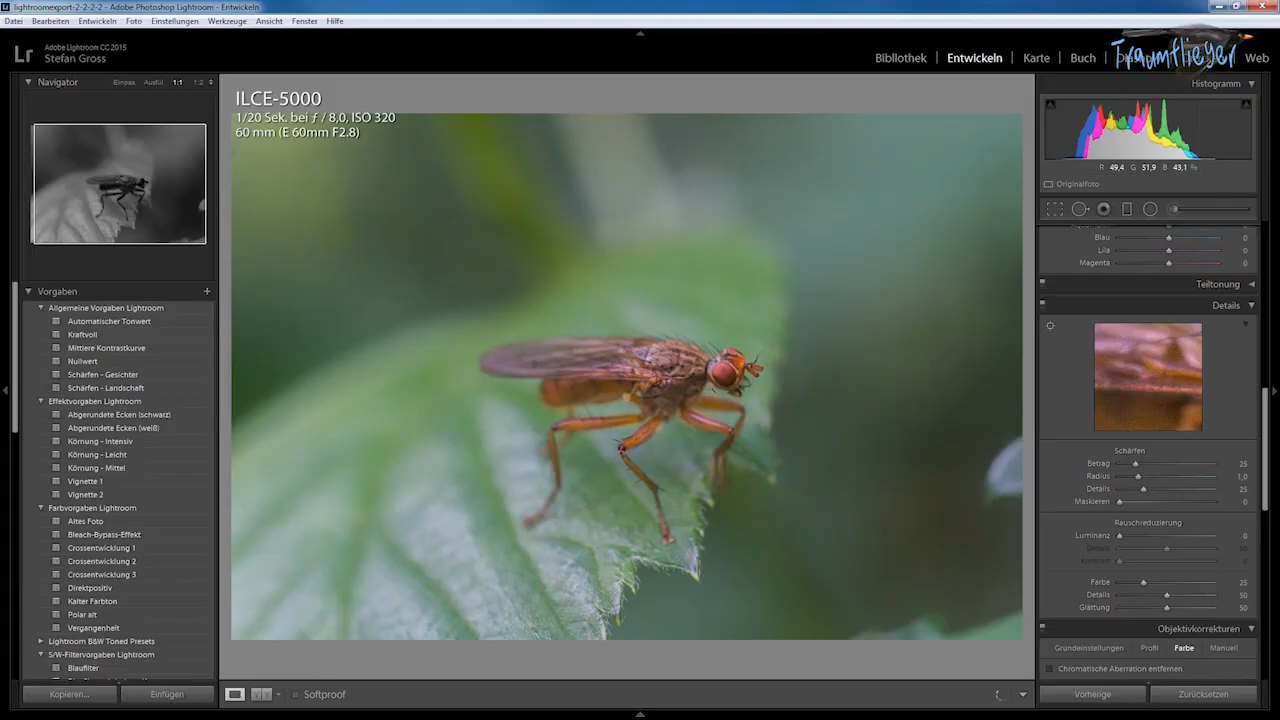 lightroomexport-2-2-2-2 - Adobe Photoshop Lightroom - Entwickeln
Datei Bearbeiten Entwickeln Foto Einstellungen Werkzeuge Ansicht Fenster Hilfe
Lr
Adobe Lightroom CC 2015
Stefan Gross
Bibliothek | Entwickeln | Karte | Buch | Web
Traumflieger
Navigator Einpas. Ausfül. 1:1 1:2
Vorgaben +
Allgemeine Vorgaben Lightroom
Automatischer Tonwert
Kraftvoll
Mittlere Kontrastkurve
Nullwert
Schärfen - Gesichter
Schärfen - Landschaft
Effektvorgaben Lightroom
Abgerundete Ecken (schwarz)
Abgerundete Ecken (weiß)
Körnung - Intensiv
Körnung - Leicht
Körnung - Mittel
Vignette 1
Vignette 2
Farbvorgaben Lightroom
Altes Foto
Bleach-Bypass-Effekt
Crossentwicklung 1
Crossentwicklung 2
Crossentwicklung 3
Direktpositiv
Kalter Farbton
Polar alt
Vergangenheit
Lightroom B&W Toned Presets
S/W-Filtervorgaben Lightroom
Blaufilter
Kopieren... Einfügen
ILCE-5000
1/20 Sek. bei ƒ / 8,0, ISO 320
60 mm (E 60mm F2.8)
Softproof
Histogramm
R 49,4 G 51,9 B 43,1 %
Originalfoto
Blau 0
Lila 0
Magenta 0
Teiltonung
Details
Schärfen
Betrag 25
Radius 1,0
Details 25
Maskieren 0
Rauschreduzierung
Luminanz 0
Details 50
Kontrast 0
Farbe 25
Details 50
Glättung 50
Objektivkorrekturen
Grundeinstellungen Profil Farbe Manuell
Chromatische Aberration entfernen
Vorherige Zurücksetzen